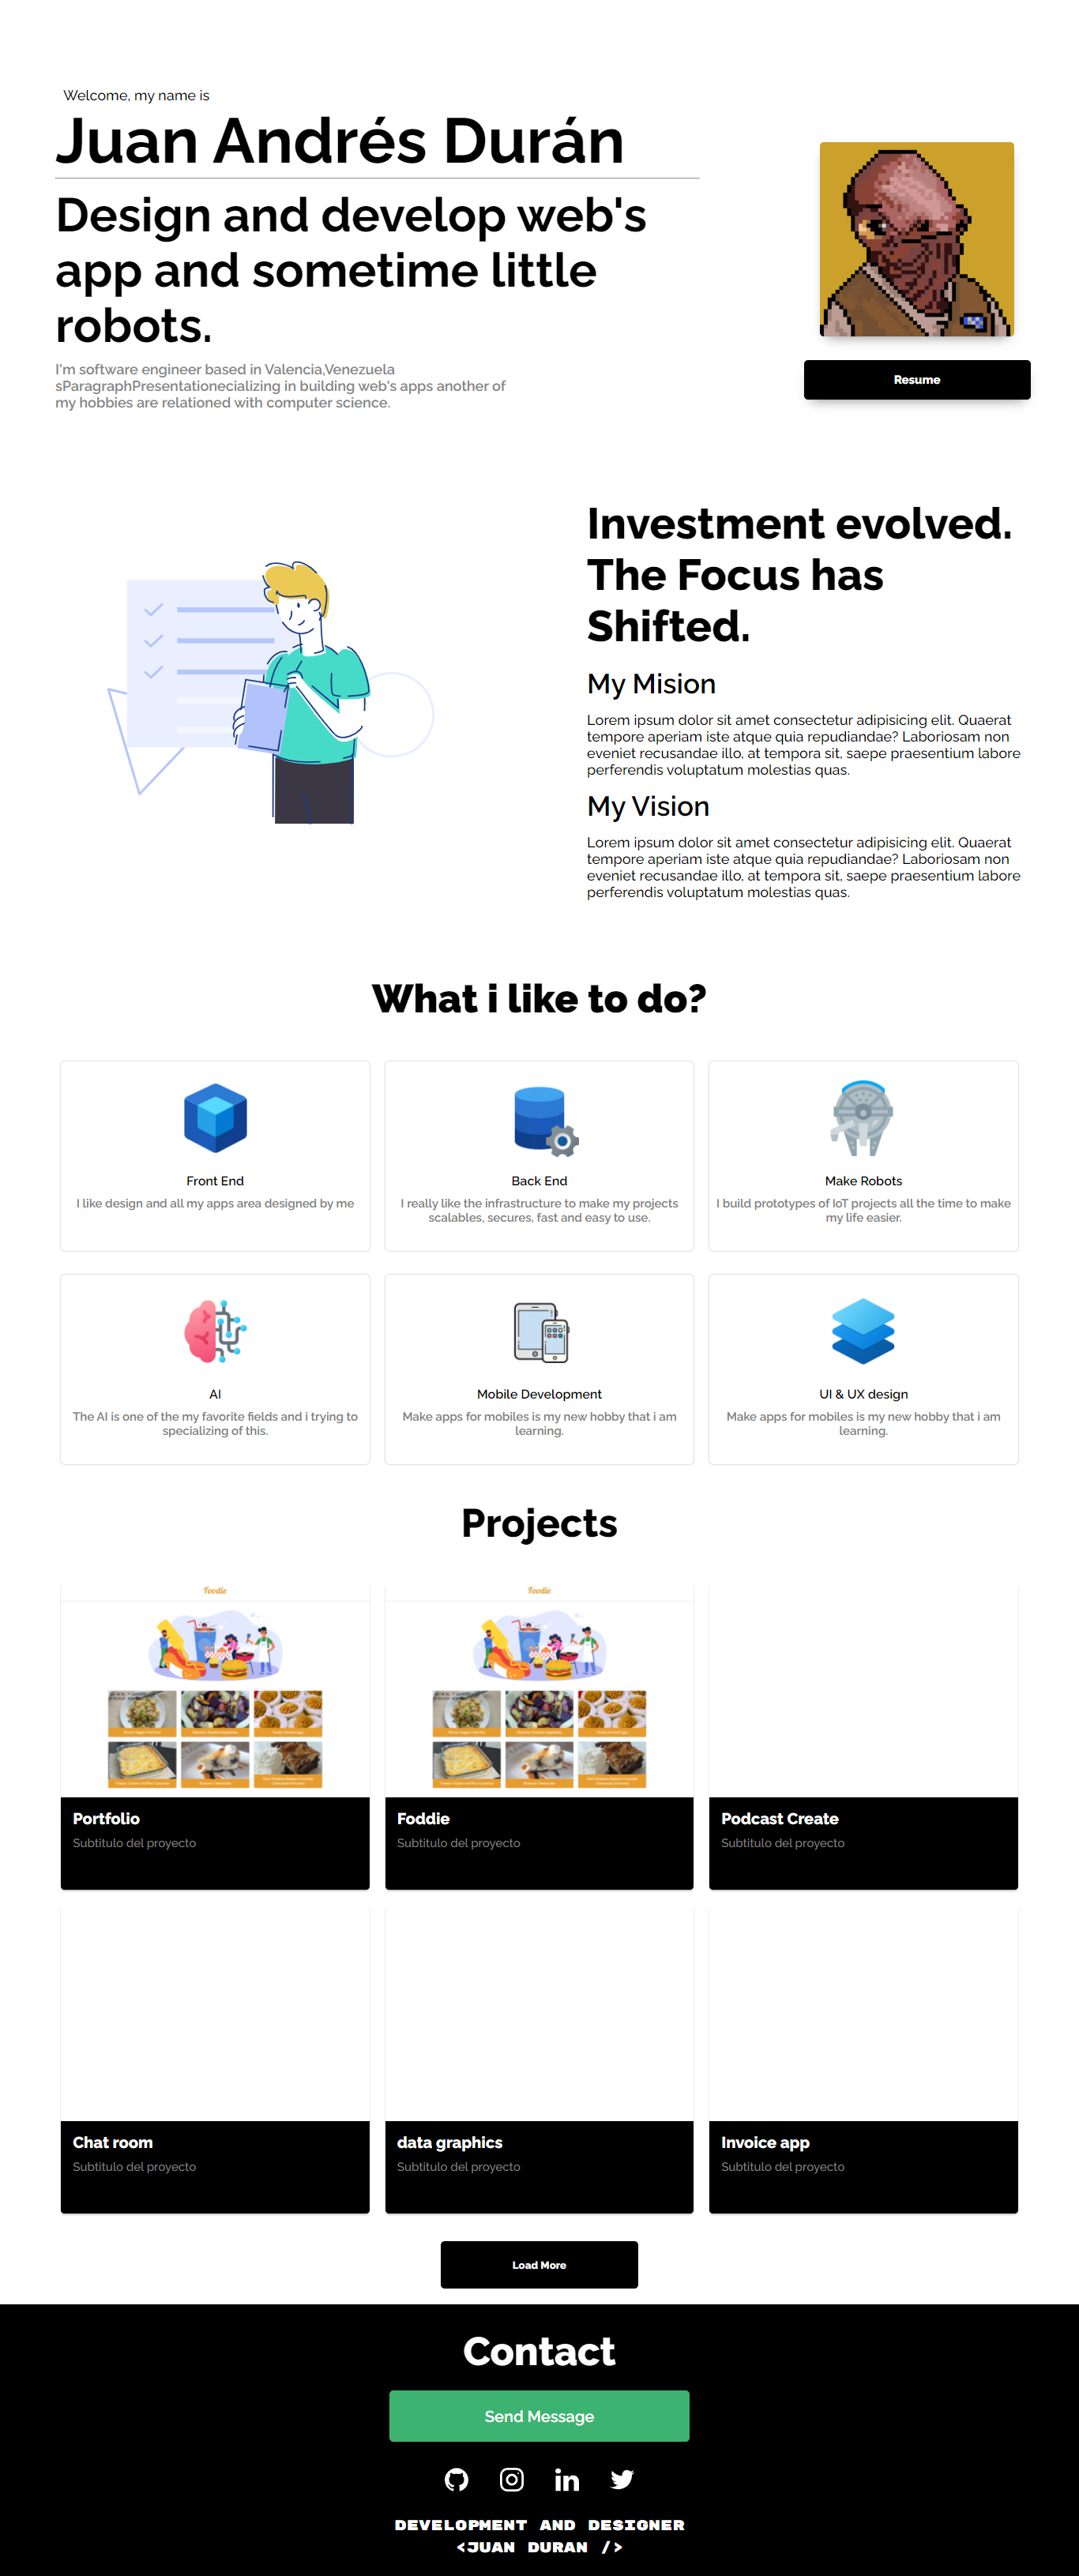 Welcome, my name is
Juan Andrés Durán
Design and develop web's
app and sometime little
robots.
I'm software engineer based in Valencia,Venezuela
sParagraphPresentationecializing in building web's apps another of
my hobbies are relationed with computer science.
Resume
Investment evolved.
The Focus has
Shifted.
My Mision
Lorem ipsum dolor sit amet consectetur adipisicing elit. Quaerat
tempore aperiam iste atque quia repudiandae? Laboriosam non
eveniet recusandae illo, at tempora sit, saepe praesentium labore
perferendis voluptatum molestias quas.
My Vision
Lorem ipsum dolor sit amet consectetur adipisicing elit. Quaerat
tempore aperiam iste atque quia repudiandae? Laboriosam non
eveniet recusandae illo, at tempora sit, saepe praesentium labore
perferendis voluptatum molestias quas.
What i like to do?
Front End
I like design and all my apps area designed by me
Back End
I really like the infrastructure to make my projects
scalables, secures, fast and easy to use.
Make Robots
I build prototypes of IoT projects all the time to make
my life easier.
AI
The AI is one of the my favorite fields and i trying to
specializing of this.
Mobile Development
Make apps for mobiles is my new hobby that i am
learning.
UI & UX design
Make apps for mobiles is my new hobby that i am
learning.
Projects
Foodie
Portfolio
Subtitulo del proyecto
Foodie
Foddie
Subtitulo del proyecto
Podcast Create
Subtitulo del proyecto
Chat room
Subtitulo del proyecto
data graphics
Subtitulo del proyecto
Invoice app
Subtitulo del proyecto
Load More
Contact
Send Message
DEVELOPMENT AND DESIGNER
<JUAN DURAN />